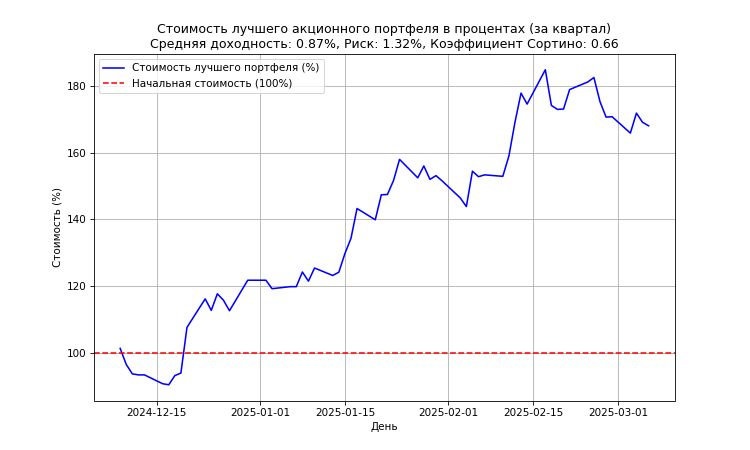 Стоимость лучшего акционного портфеля в процентах (за квартал)
Средняя доходность: 0.87%, Риск: 1.32%, Коэффициент Сортино: 0.66
Стоимость лучшего портфеля (%)
Начальная стоимость (100%)
Стоимость (%)
180
160
140
120
100
2024-12-15
2025-01-01
2025-01-15
2025-02-01
2025-02-15
2025-03-01
День